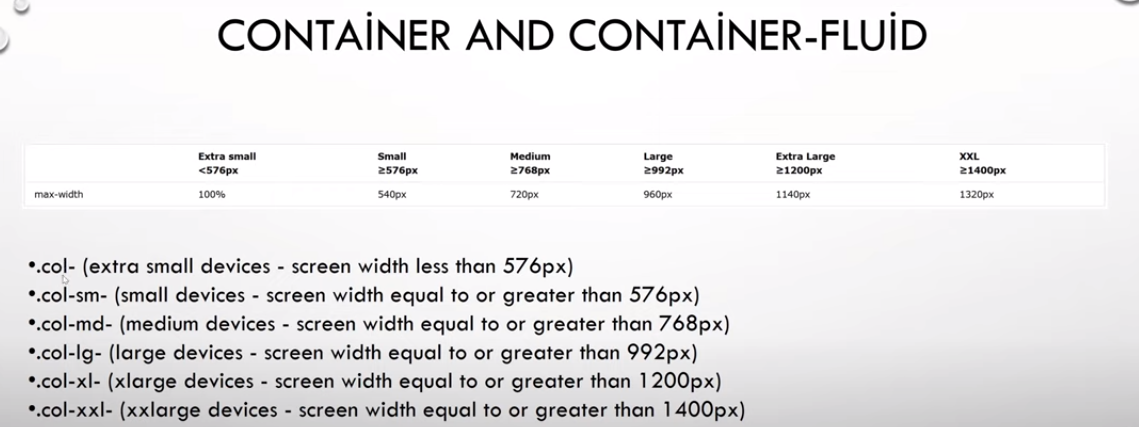 CONTAİNER AND CONTAİNER-FLUİD
Extra small Small Medium Large Extra Large XXL
<576px ≥576px ≥768px ≥992px ≥1200px ≥1400px
max-width 100% 540px 720px 960px 1140px 1320px
•.col- (extra small devices - screen width less than 576px)
•.col-sm- (small devices - screen width equal to or greater than 576px)
•.col-md- (medium devices - screen width equal to or greater than 768px)
•.col-lg- (large devices - screen width equal to or greater than 992px)
•.col-xl- (xlarge devices - screen width equal to or greater than 1200px)
•.col-xxl- (xxlarge devices - screen width equal to or greater than 1400px)